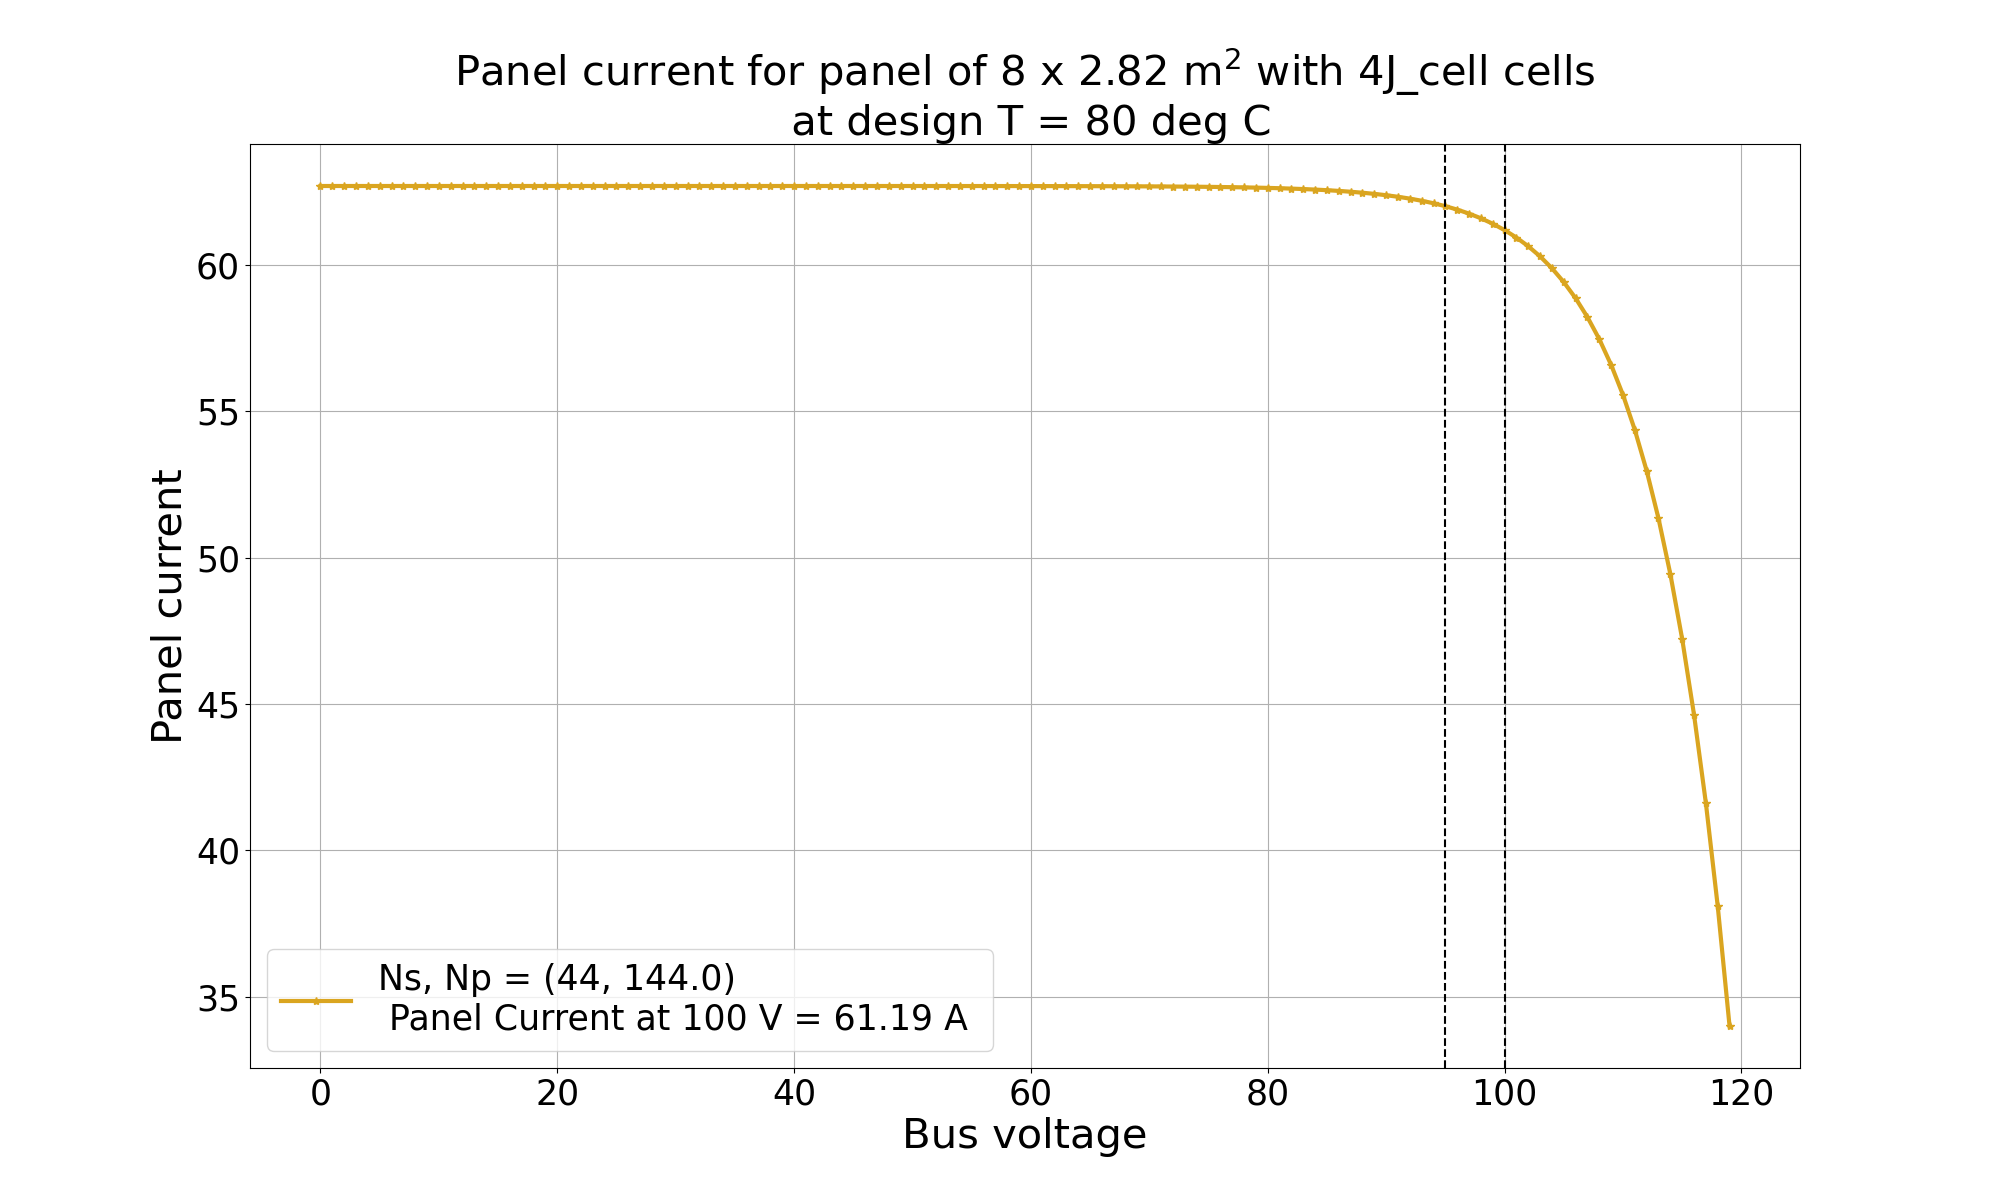 Panel current for panel of 8 x 2.82 m² with 4J_cell cells
at design T = 80 deg C
Panel current
60
55
50
45
40
35
Ns, Np = (44, 144.0)
Panel Current at 100 V = 61.19 A
0 20 40 60 80 100 120
Bus voltage